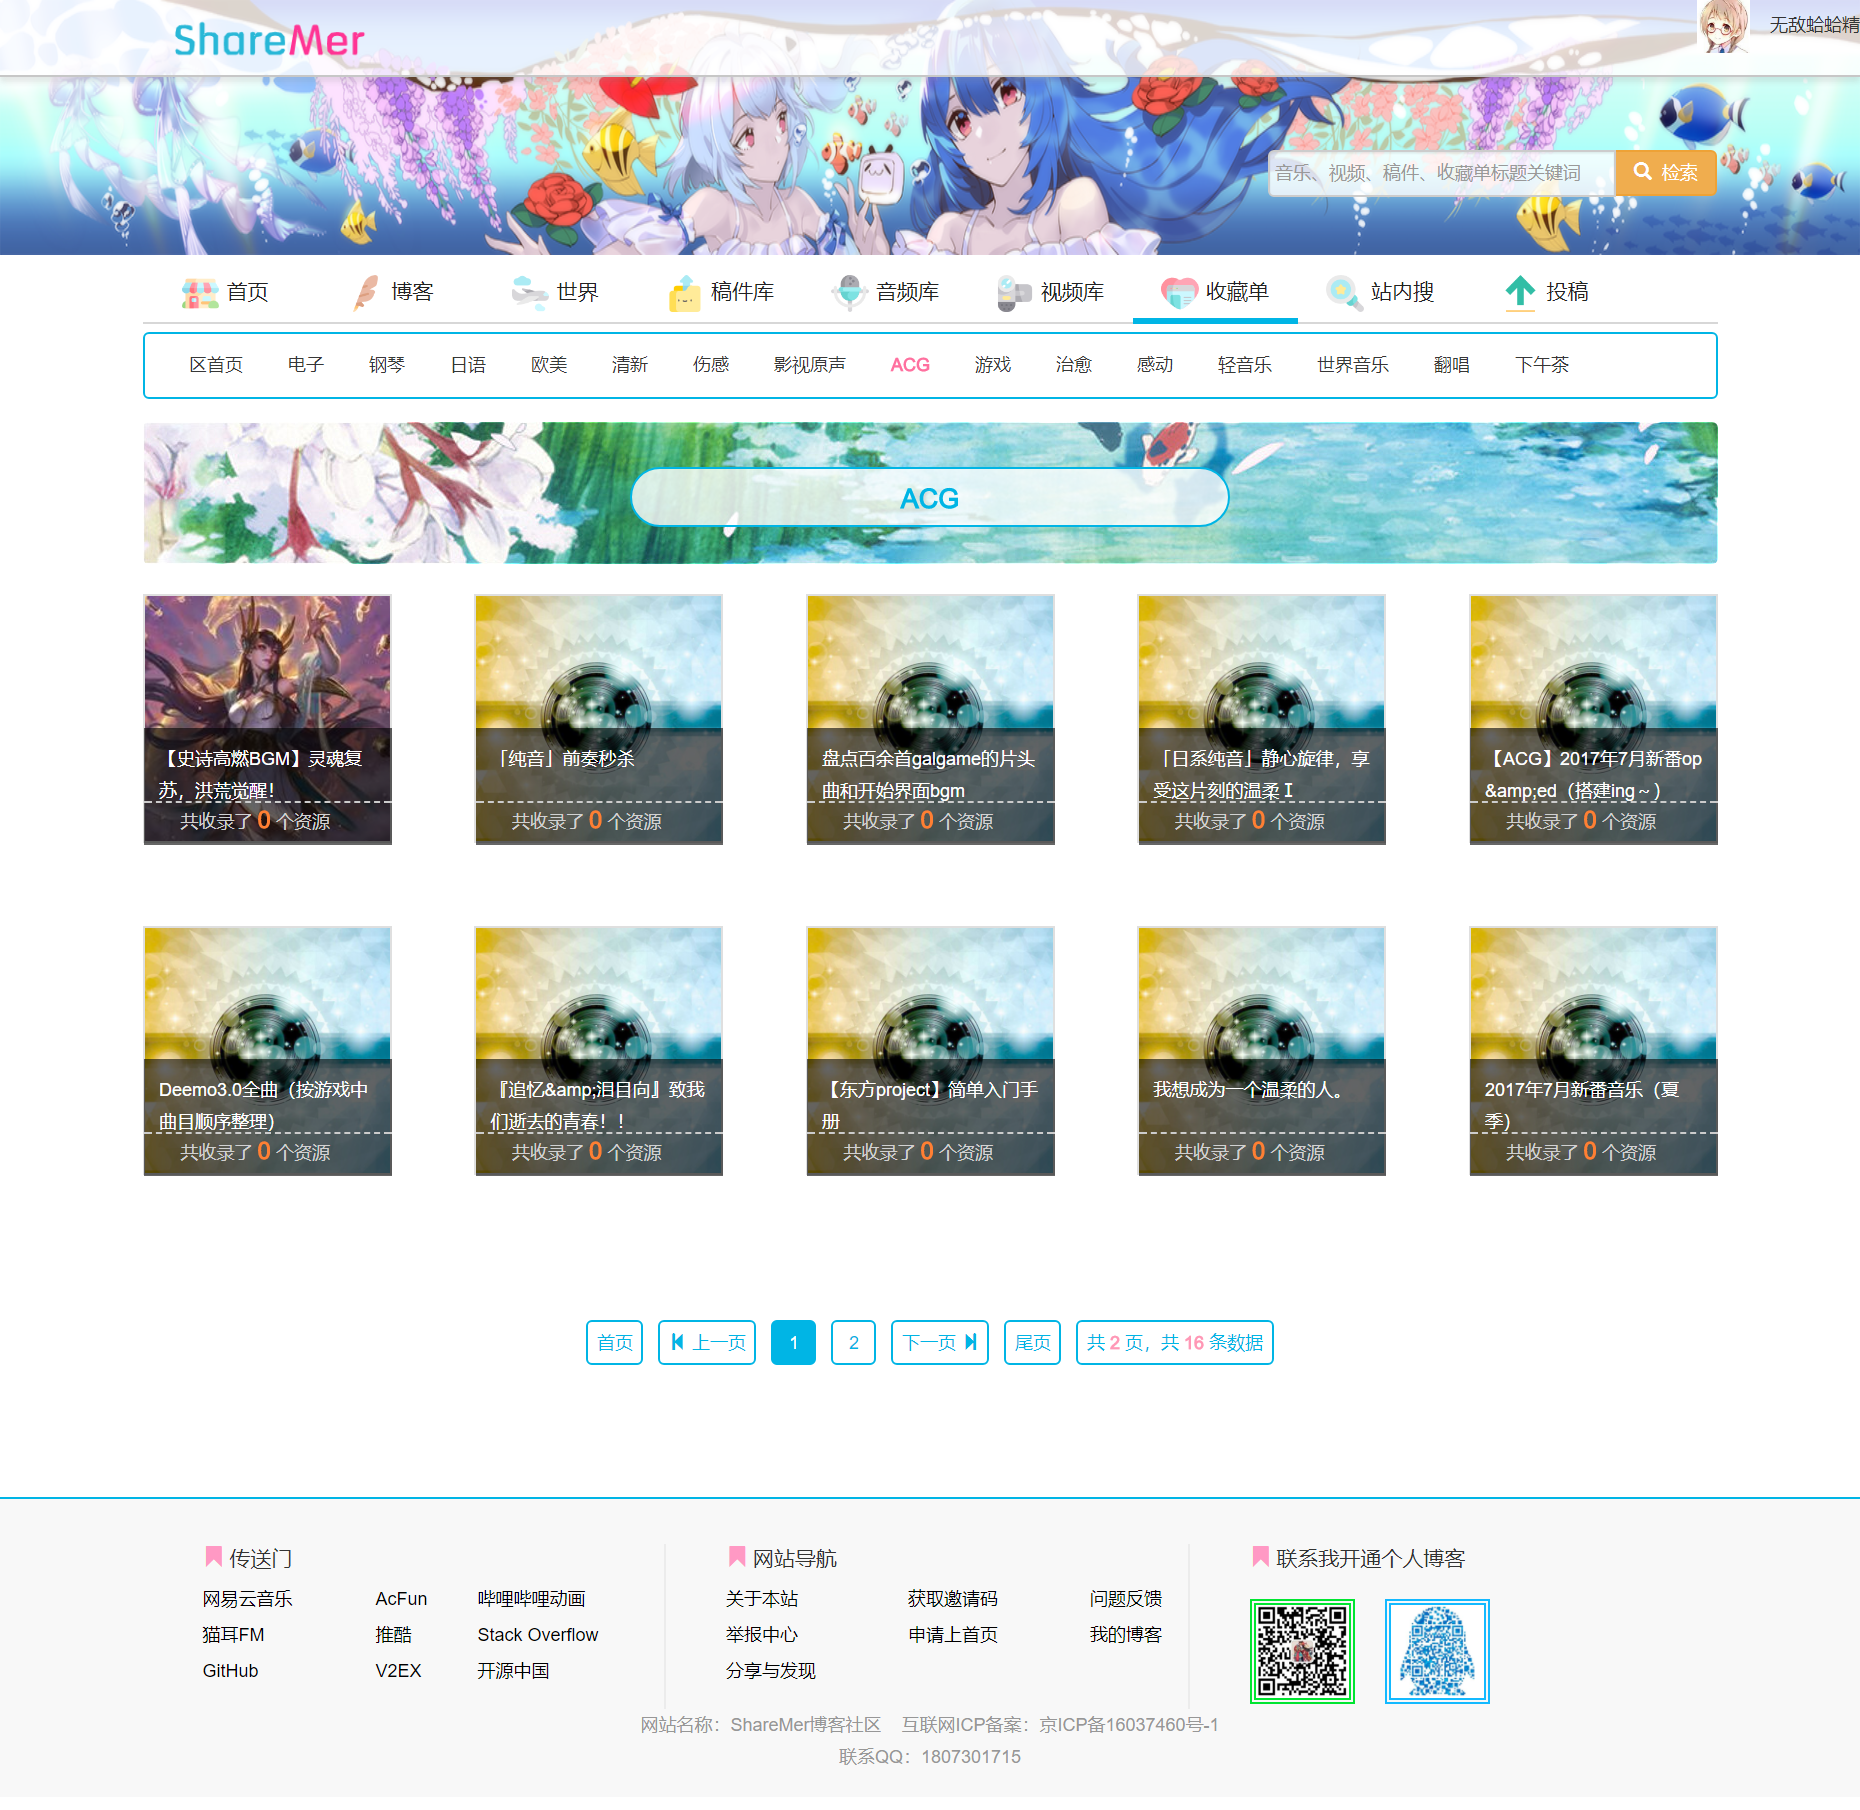 ShareMer
无敌蛤蛤精
音乐、视频、稿件、收藏单标题关键词
检索
首页 博客 世界 稿件库 音频库 视频库 收藏单 站内搜 投稿
区首页 电子 钢琴 日语 欧美 清新 伤感 影视原声 ACG 游戏 治愈 感动 轻音乐 世界音乐 翻唱 下午茶
ACG
【史诗高燃BGM】灵魂复
苏，洪荒觉醒！
共收录了 0 个资源
「纯音」前奏秒杀
共收录了 0 个资源
盘点百余首galgame的片头
曲和开始界面bgm
共收录了 0 个资源
「日系纯音」静心旋律，享
受这片刻的温柔 I
共收录了 0 个资源
【ACG】2017年7月新番op
&amp;ed（搭建ing～）
共收录了 0 个资源
Deemo3.0全曲（按游戏中
曲目顺序整理）
共收录了 0 个资源
『追忆&amp;泪目向』致我
们逝去的青春！！
共收录了 0 个资源
【东方project】简单入门手
册
共收录了 0 个资源
我想成为一个温柔的人。
共收录了 0 个资源
2017年7月新番音乐（夏
季）
共收录了 0 个资源
首页 上一页 1 2 下一页 尾页 共 2 页，共 16 条数据
传送门
网易云音乐 AcFun 哔哩哔哩动画
猫耳FM 推酷 Stack Overflow
GitHub V2EX 开源中国
网站导航
关于本站 获取邀请码 问题反馈
举报中心 申请上首页 我的博客
分享与发现
联系我开通个人博客
网站名称：ShareMer博客社区 互联网ICP备案：京ICP备16037460号-1
联系QQ：1807301715